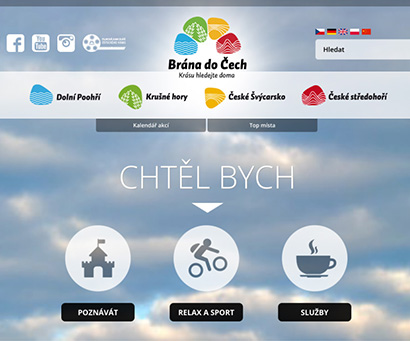 You
Tube
Brána do Čech
Krásu hledejte doma
Hledat
Dolní Poohří
Krušné hory
České Švýcarsko
České středohoří
Kalendář akcí
Top místa
CHTĚL BYCH
POZNÁVAT
RELAX A SPORT
SLUŽBY